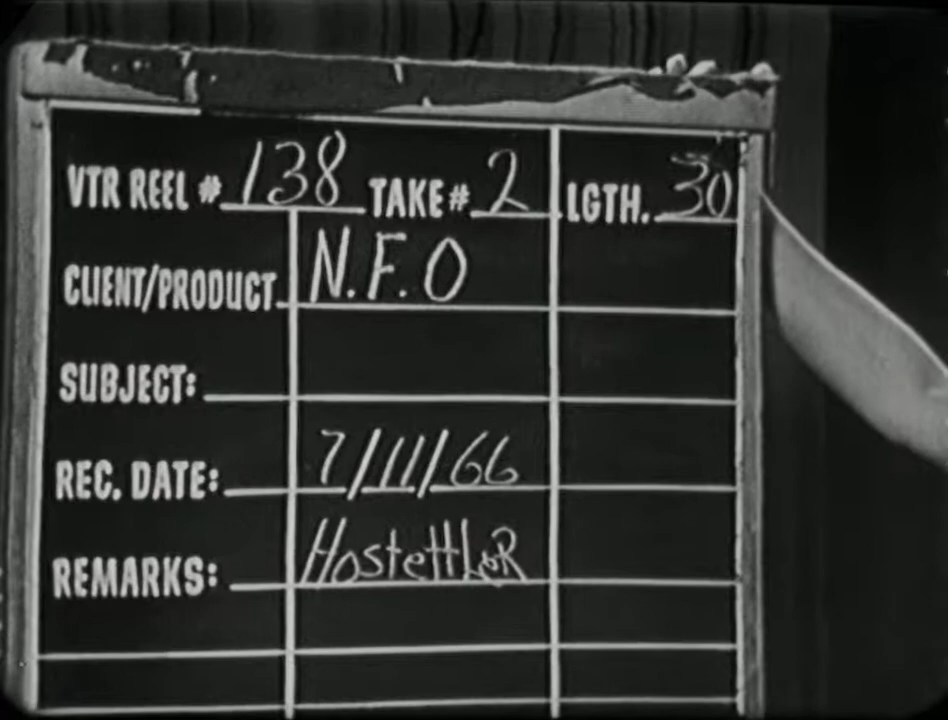 VTR REEL # 138 TAKE# 2 LGTH. 30
CLIENT/PRODUCT N.F.O
SUBJECT:
REC. DATE: 7/11/66
REMARKS: HostettLeR